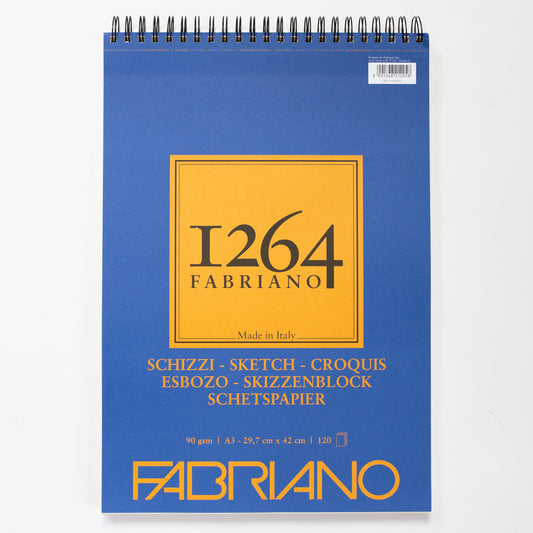 1264
FABRIANO
Made in Italy
SCHIZZI - SKETCH - CROQUIS
ESBOZO - SKIZZENBLOCK
SCHETSPAPIER
90 gsm | A3 - 29,7 cm x 42 cm | 120
FABRIANO